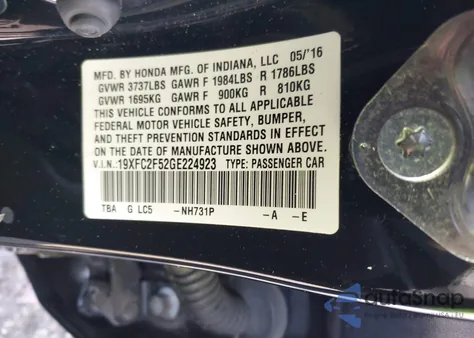 MFD. BY HONDA MFG. OF INDIANA, LLC 05/'16
GVWR 3737LBS GAWR F 1984LBS R 1786LBS
GVWR 1695KG GAWR F 900KG R 810KG
THIS VEHICLE CONFORMS TO ALL APPLICABLE
FEDERAL MOTOR VEHICLE SAFETY, BUMPER,
AND THEFT PREVENTION STANDARDS IN EFFECT
ON THE DATE OF MANUFACTURE SHOWN ABOVE.
V.I.N.:19XFC2F52GE224923 TYPE: PASSENGER CAR
TBA G LC5 -NH731P -A -E
autoSnap